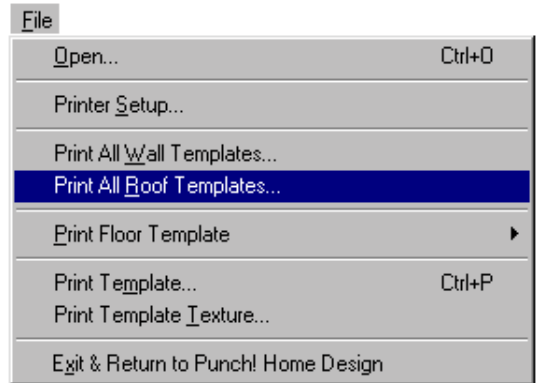 File
Open... Ctrl+O
Printer Setup...
Print All Wall Templates...
Print All Roof Templates...
Print Floor Template
Print Template... Ctrl+P
Print Template Texture...
Exit & Return to Punch! Home Design